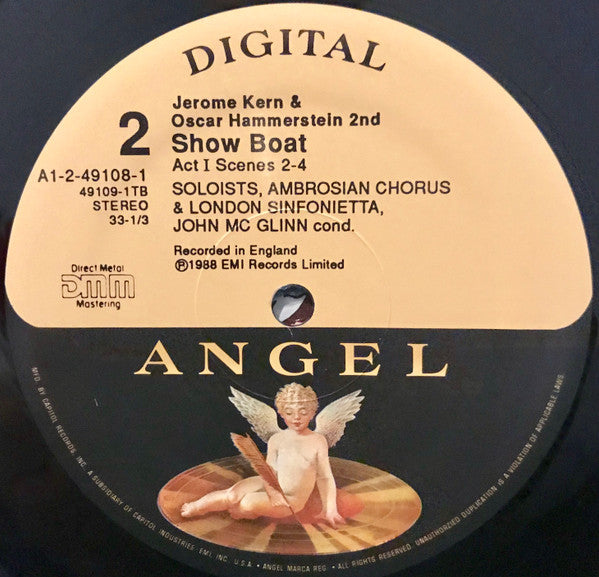 DIGITAL
2
Jerome Kern &
Oscar Hammerstein 2nd
Show Boat
Act I Scenes 2-4
A1-2-49108-1
49109-1TB
STEREO
33-1/3
SOLOISTS, AMBROSIAN CHORUS
& LONDON SINFONIETTA,
JOHN MC GLINN cond.
Recorded in England
℗1988 EMI Records Limited
Direct Metal
DMM
Mastering
ANGEL
MFD. BY CAPITOL RECORDS, INC., A SUBSIDIARY OF CAPITOL INDUSTRIES-EMI, INC., U.S.A. • ANGEL MARCA REG. • ALL RIGHTS RESERVED. UNAUTHORZIED DUPLICATION IS A VIOLATION OF APPLICABLE LAWS.